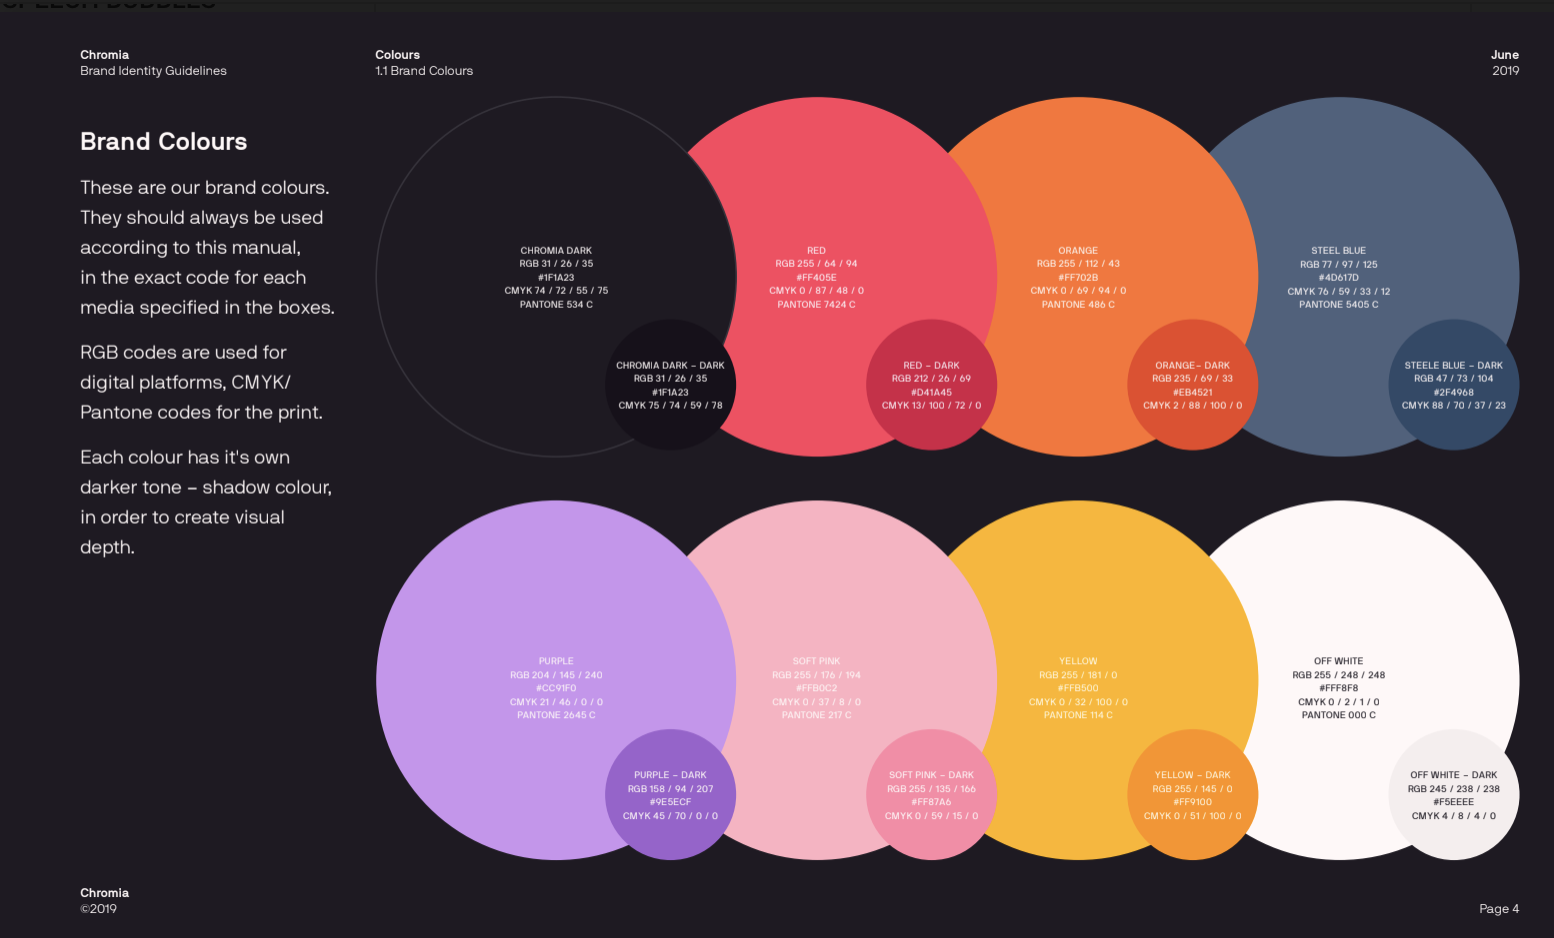 SPEECH BUBBLES
Chromia
Brand Identity Guidelines
Colours
1.1 Brand Colours
June
2019
Brand Colours
These are our brand colours.
They should always be used
according to this manual,
in the exact code for each
media specified in the boxes.
RGB codes are used for
digital platforms, CMYK/
Pantone codes for the print.
Each colour has it's own
darker tone – shadow colour,
in order to create visual
depth.
CHROMIA DARK
RGB 31 / 26 / 35
#1F1A23
CMYK 74 / 72 / 55 / 75
PANTONE 534 C
CHROMIA DARK – DARK
RGB 31 / 26 / 35
#1F1A23
CMYK 75 / 74 / 59 / 78
RED
RGB 255 / 64 / 94
#FF405E
CMYK 0 / 87 / 48 / 0
PANTONE 7424 C
RED – DARK
RGB 212 / 26 / 69
#D41A45
CMYK 13/ 100 / 72 / 0
ORANGE
RGB 255 / 112 / 43
#FF702B
CMYK 0 / 69 / 94 / 0
PANTONE 486 C
ORANGE– DARK
RGB 235 / 69 / 33
#EB4521
CMYK 2 / 88 / 100 / 0
STEEL BLUE
RGB 77 / 97 / 125
#4D617D
CMYK 76 / 59 / 33 / 12
PANTONE 5405 C
STEELE BLUE – DARK
RGB 47 / 73 / 104
#2F4968
CMYK 88 / 70 / 37 / 23
PURPLE
RGB 204 / 145 / 240
#CC91F0
CMYK 21 / 46 / 0 / 0
PANTONE 2645 C
PURPLE – DARK
RGB 158 / 94 / 207
#9E5ECF
CMYK 45 / 70 / 0 / 0
SOFT PINK
RGB 255 / 176 / 194
#FFB0C2
CMYK 0 / 37 / 8 / 0
PANTONE 217 C
SOFT PINK – DARK
RGB 255 / 135 / 166
#FF87A6
CMYK 0 / 59 / 15 / 0
YELLOW
RGB 255 / 181 / 0
#FFB500
CMYK 0 / 32 / 100 / 0
PANTONE 114 C
YELLOW – DARK
RGB 255 / 145 / 0
#FF9100
CMYK 0 / 51 / 100 / 0
OFF WHITE
RGB 255 / 248 / 248
#FFF8F8
CMYK 0 / 2 / 1 / 0
PANTONE 000 C
OFF WHITE – DARK
RGB 245 / 238 / 238
#F5EEEE
CMYK 4 / 8 / 4 / 0
Chromia
©2019
Page 4